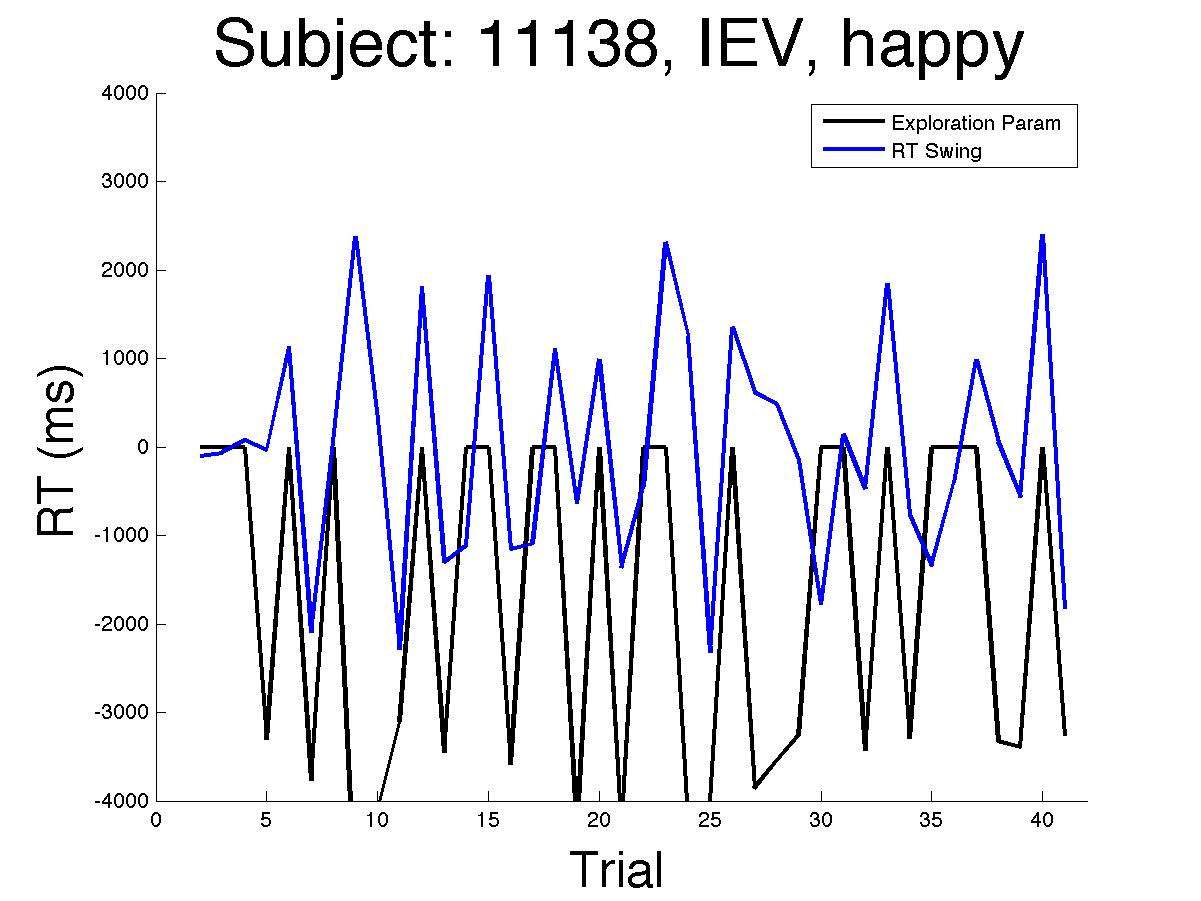 Subject: 11138, IEV, happy
4000
3000
2000
1000
0
-1000
-2000
-3000
-4000
RT (ms)
Exploration Param
RT Swing
0 5 10 15 20 25 30 35 40
Trial